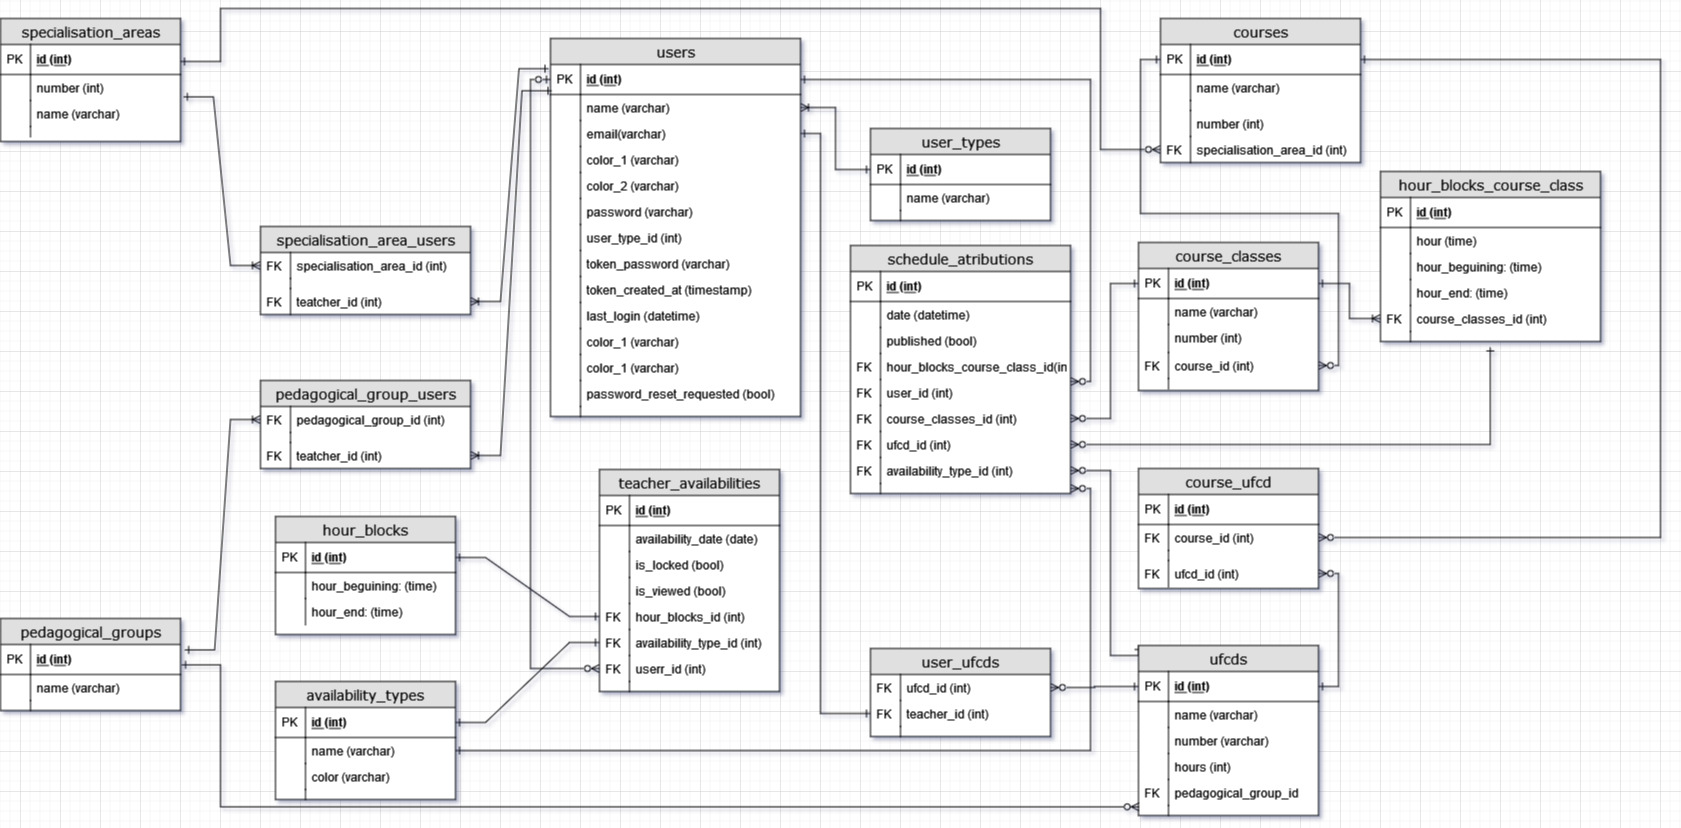 specialisation_areas
PK id (int)
number (int)
name (varchar)
users
PK id (int)
name (varchar)
email(varchar)
color_1 (varchar)
color_2 (varchar)
password (varchar)
user_type_id (int)
token_password (varchar)
token_created_at (timestamp)
last_login (datetime)
color_1 (varchar)
color_1 (varchar)
password_reset_requested (bool)
courses
PK id (int)
name (varchar)
number (int)
FK specialisation_area_id (int)
user_types
PK id (int)
name (varchar)
hour_blocks_course_class
PK id (int)
hour (time)
hour_beguining: (time)
hour_end: (time)
FK course_classes_id (int)
specialisation_area_users
FK specialisation_area_id (int)
FK teatcher_id (int)
schedule_atributions
PK id (int)
date (datetime)
published (bool)
FK hour_blocks_course_class_id(in
FK user_id (int)
FK course_classes_id (int)
FK ufcd_id (int)
FK availability_type_id (int)
course_classes
PK id (int)
name (varchar)
number (int)
FK course_id (int)
pedagogical_group_users
FK pedagogical_group_id (int)
FK teatcher_id (int)
teacher_availabilities
PK id (int)
availability_date (date)
is_locked (bool)
is_viewed (bool)
FK hour_blocks_id (int)
FK availability_type_id (int)
FK userr_id (int)
course_ufcd
PK id (int)
FK course_id (int)
FK ufcd_id (int)
hour_blocks
PK id (int)
hour_beguining: (time)
hour_end: (time)
pedagogical_groups
PK id (int)
name (varchar)
availability_types
PK id (int)
name (varchar)
color (varchar)
user_ufcds
FK ufcd_id (int)
FK teacher_id (int)
ufcds
PK id (int)
name (varchar)
number (varchar)
hours (int)
FK pedagogical_group_id